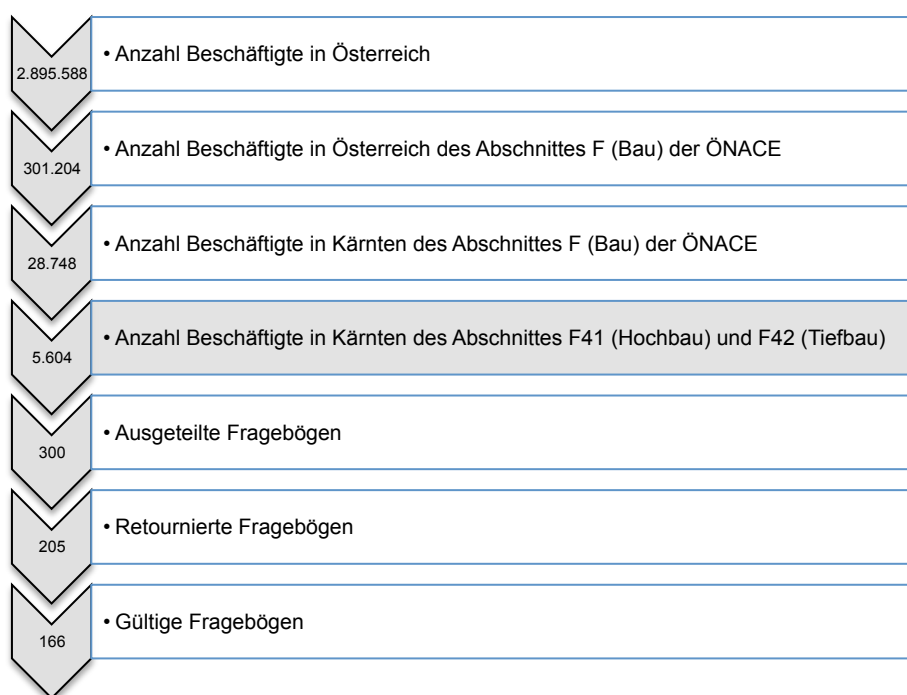 2.895.588
• Anzahl Beschäftigte in Österreich
301.204
• Anzahl Beschäftigte in Österreich des Abschnittes F (Bau) der ÖNACE
28.748
• Anzahl Beschäftigte in Kärnten des Abschnittes F (Bau) der ÖNACE
5.604
• Anzahl Beschäftigte in Kärnten des Abschnittes F41 (Hochbau) und F42 (Tiefbau)
300
• Ausgeteilte Fragebögen
205
• Retournierte Fragebögen
166
• Gültige Fragebögen